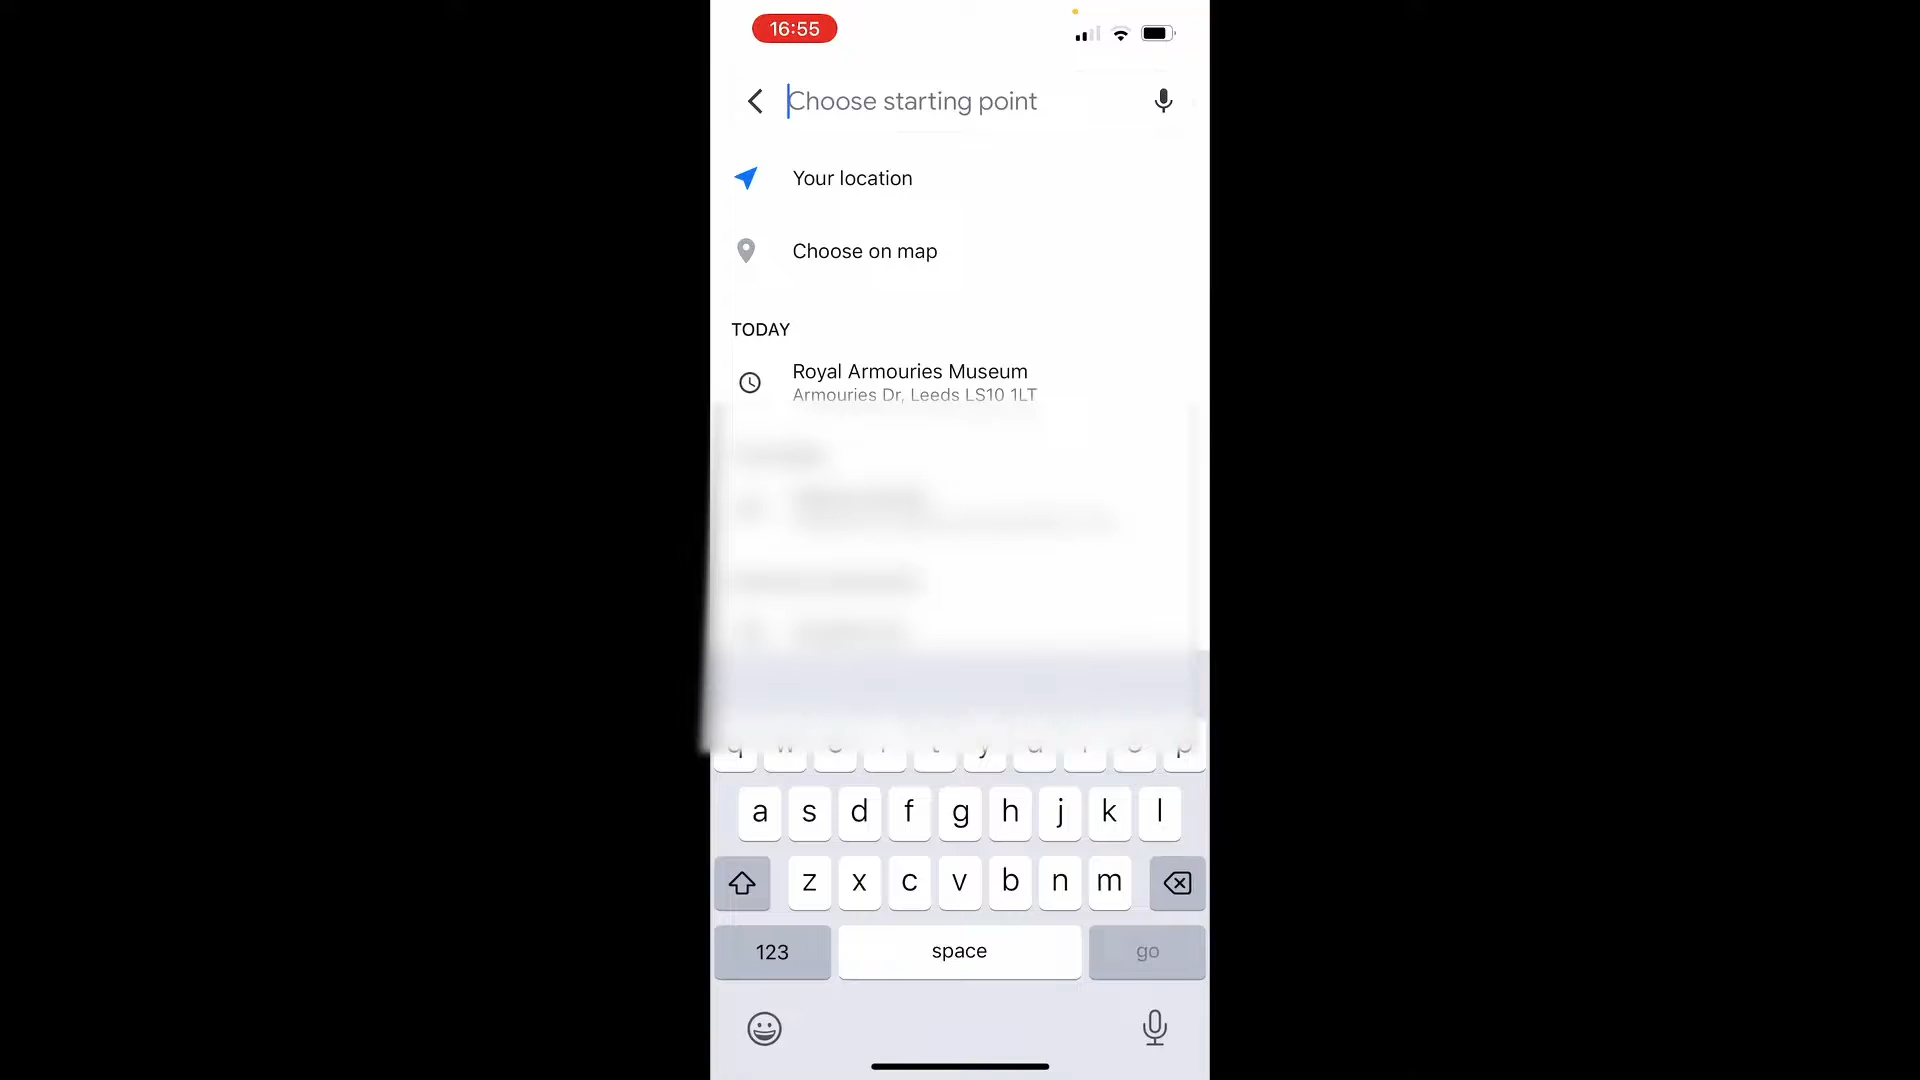 16:55
Choose starting point
Your location
Choose on map
TODAY
Royal Armouries Museum
Armouries Dr, Leeds LS10 1LT
a s d f g h j k l
z x c v b n m
123 space go